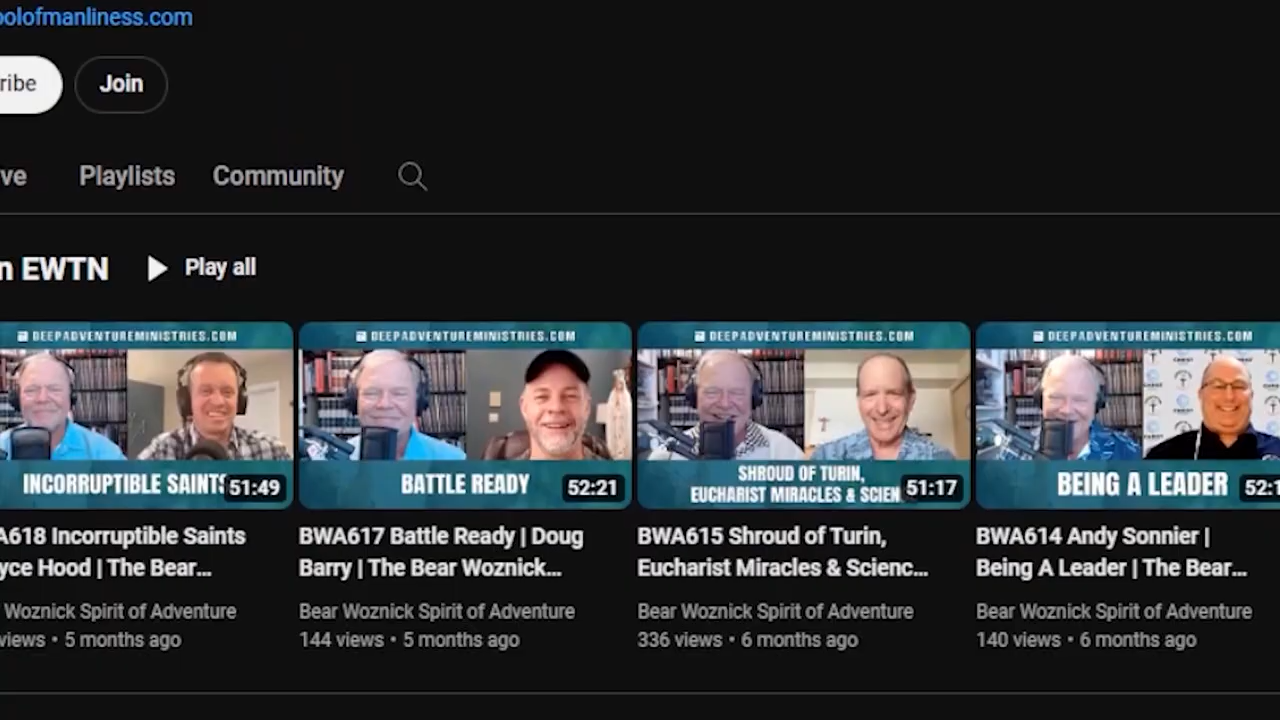 oolofmanliness.com
ribe
Join
ve
Playlists
Community
n EWTN
Play all
DEEPADVENTUREMINISTRIES.COM
DEEPADVENTUREMINISTRIES.COM
DEEPADVENTUREMINISTRIES.COM
DEEPADVENTUREMINISTRIES.COM
INCORRUPTIBLE SAINTS
51:49
BATTLE READY
52:21
SHROUD OF TURIN,
EUCHARIST MIRACLES & SCIEN
51:17
BEING A LEADER
52:1
A618 Incorruptible Saints
yce Hood | The Bear...
BWA617 Battle Ready | Doug
Barry | The Bear Woznick...
BWA615 Shroud of Turin,
Eucharist Miracles & Scienc...
BWA614 Andy Sonnier |
Being A Leader | The Bear...
Woznick Spirit of Adventure
views • 5 months ago
Bear Woznick Spirit of Adventure
144 views • 5 months ago
Bear Woznick Spirit of Adventure
336 views • 6 months ago
Bear Woznick Spirit of Adventure
140 views • 6 months ago